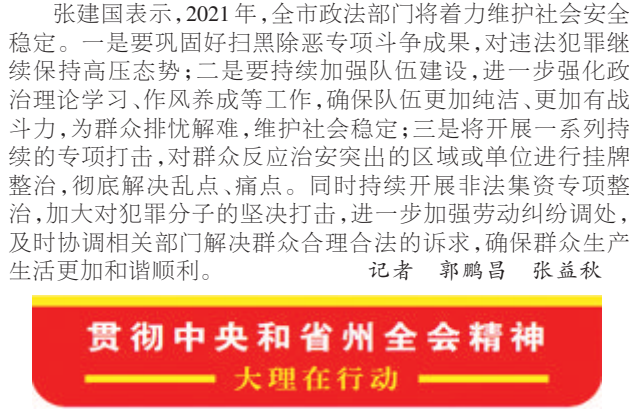 张建国表示，2021年，全市政法部门将着力维护社会安全
稳定。一是要巩固好扫黑除恶专项斗争成果，对违法犯罪继
续保持高压态势；二是要持续加强队伍建设，进一步强化政
治理论学习、作风养成等工作，确保队伍更加纯洁、更加有战
斗力，为群众排忧解难，维护社会稳定；三是将开展一系列持
续的专项打击，对群众反应治安突出的区域或单位进行挂牌
整治，彻底解决乱点、痛点。同时持续开展非法集资专项整
治，加大对犯罪分子的坚决打击，进一步加强劳动纠纷调处，
及时协调相关部门解决群众合理合法的诉求，确保群众生产
生活更加和谐顺利。 记者 郭鹏昌 张益秋
贯彻中央和省州全会精神
大理在行动